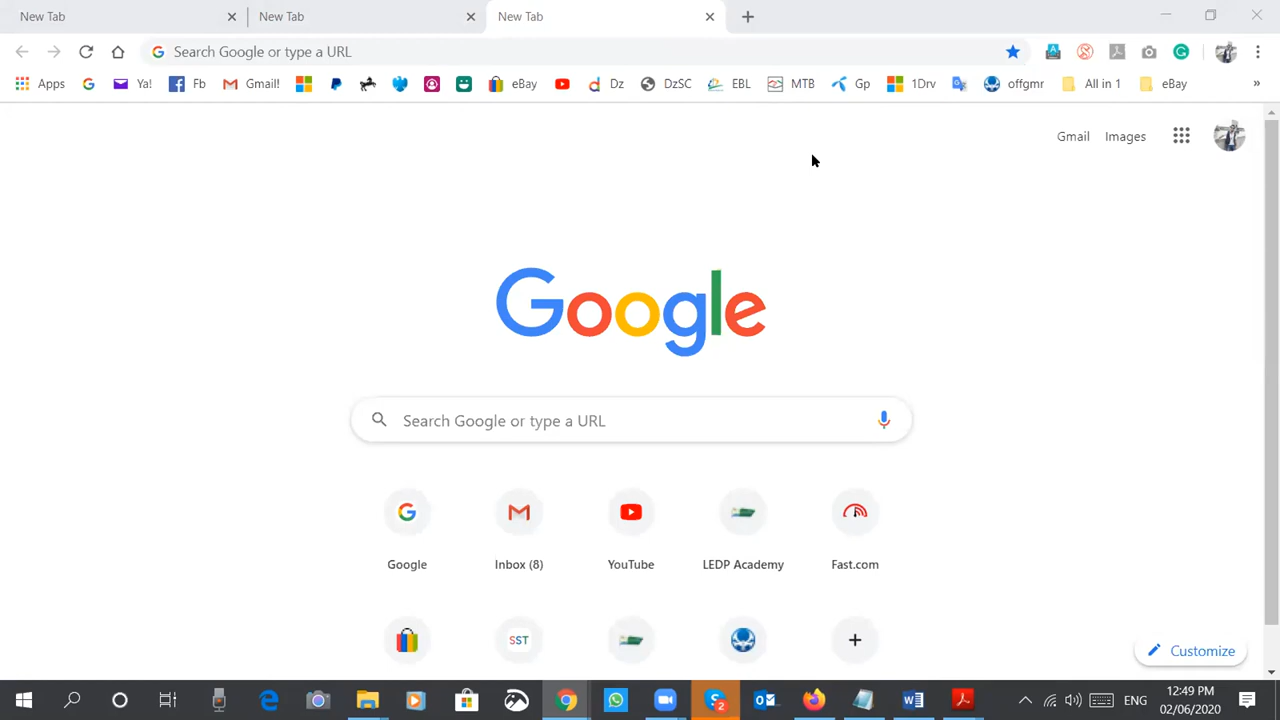 New Tab
New Tab
New Tab
Search Google or type a URL
Apps
Ya!
Fb
Gmail!
eBay
Dz
DzSC
EBL
MTB
Gp
1Drv
offgmr
All in 1
eBay
»
Gmail
Images
Google
Search Google or type a URL
Google
Inbox (8)
YouTube
LEDP Academy
Fast.com
SST
Customize
2
ENG
12:49 PM
02/06/2020